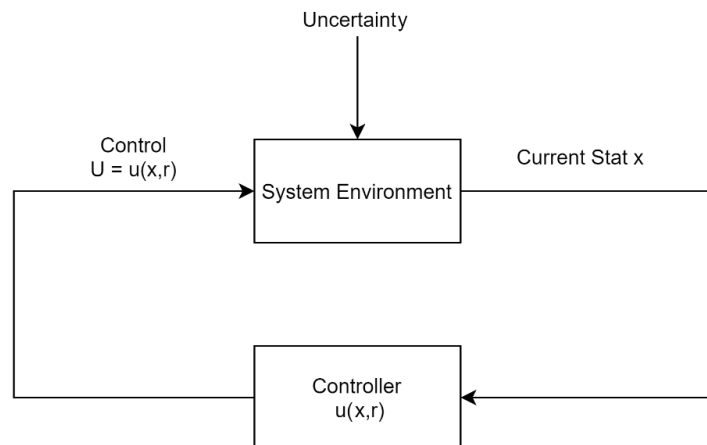 Uncertainty
Control
U = u(x,r)
System Environment
Current Stat x
Controller
u(x,r)